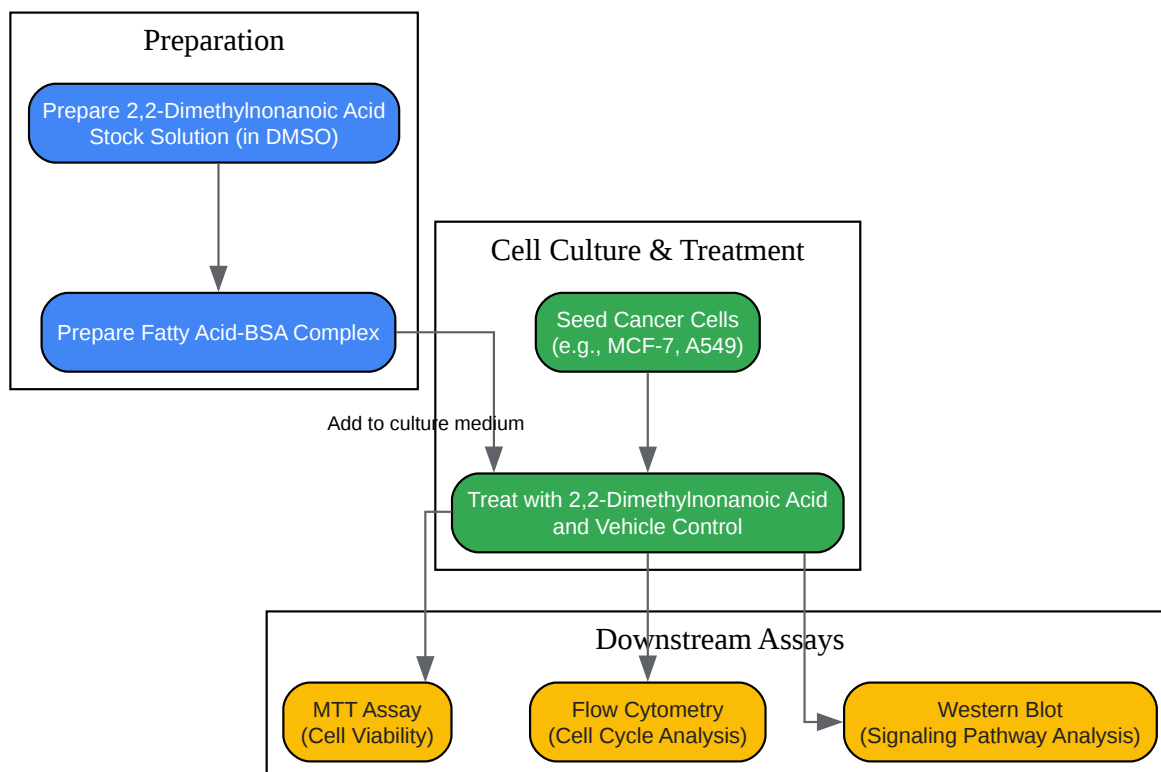 Preparation
Prepare 2,2-Dimethylnonanoic Acid
Stock Solution (in DMSO)
Prepare Fatty Acid-BSA Complex
Cell Culture & Treatment
Seed Cancer Cells
(e.g., MCF-7, A549)
Add to culture medium
Treat with 2,2-Dimethylnonanoic Acid
and Vehicle Control
Downstream Assays
MTT Assay
(Cell Viability)
Flow Cytometry
(Cell Cycle Analysis)
Western Blot
(Signaling Pathway Analysis)